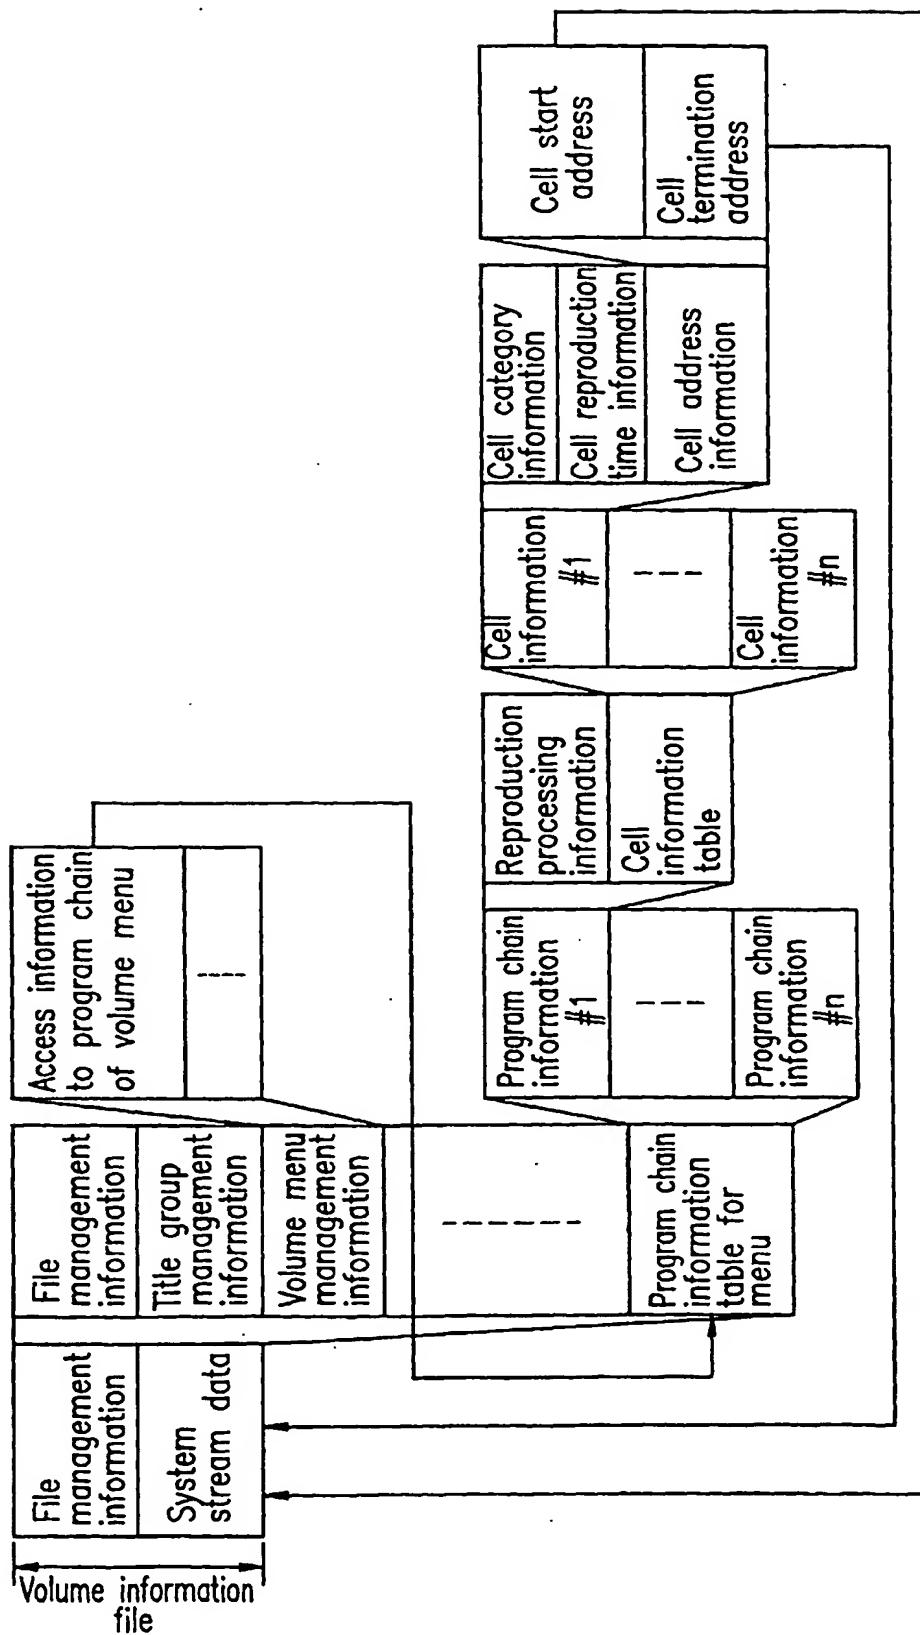 Volume information
file
File
management
information
System
stream data
File
management
information
Title group
management
information
Volume menu
management
information
Program chain
information
table for
menu
Access information
to program chain
of volume menu
Program chain
information
#1
Program chain
information
#n
Reproduction
processing
information
Cell
information
table
Cell
information
#1
Cell
information
#n
Cell category
information
Cell reproduction
time information
Cell address
information
Cell start
address
Cell
termination
address